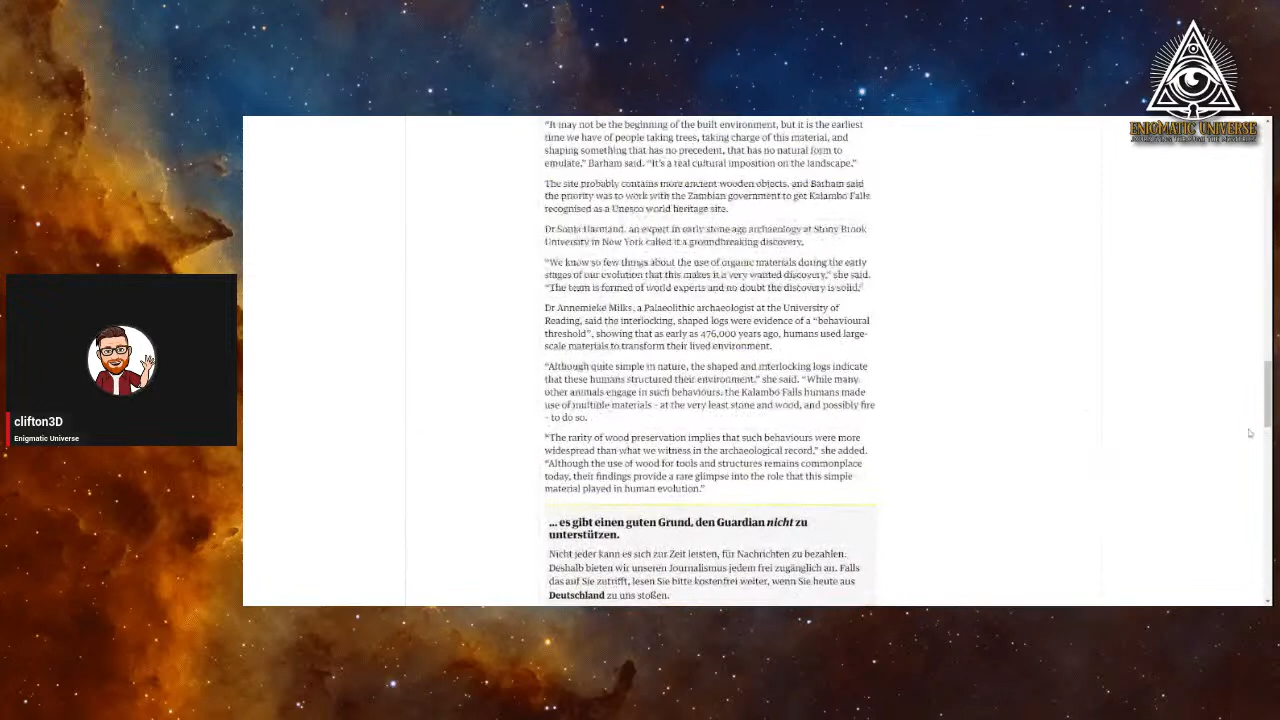 ENIGMATIC UNIVERSE
"It may not be the beginning of the built environment, but it is the earliest
time we have of people taking trees, taking charge of this material, and
shaping something that has no precedent, that has no natural form to
emulate," Barham said. "It's a real cultural imposition on the landscape."
The site probably contains more ancient wooden objects, and Barham said
the priority was to work with the Zambian government to get Kalambo Falls
recognised as a Unesco world heritage site.
Dr Sonia Harmand, an expert in early stone age archaeology at Stony Brook
University in New York called it a groundbreaking discovery.
"We know so few things about the use of organic materials during the early
stages of our evolution that this makes it a very wanted discovery," she said.
"The team is formed of world experts and no doubt the discovery is solid."
Dr Annemieke Milks, a Palaeolithic archaeologist at the University of
Reading, said the interlocking, shaped logs were evidence of a "behavioural
threshold", showing that as early as 476,000 years ago, humans used large-
scale materials to transform their lived environment.
"Although quite simple in nature, the shaped and interlocking logs indicate
that these humans structured their environment," she said. "While many
other animals engage in such behaviours, the Kalambo Falls humans made
use of multiple materials – at the very least stone and wood, and possibly fire
– to do so.
"The rarity of wood preservation implies that such behaviours were more
widespread than what we witness in the archaeological record," she added.
"Although the use of wood for tools and structures remains commonplace
today, their findings provide a rare glimpse into the role that this simple
material played in human evolution."
... es gibt einen guten Grund, den Guardian nicht zu
unterstützen.
Nicht jeder kann es sich zur Zeit leisten, für Nachrichten zu bezahlen.
Deshalb bieten wir unseren Journalismus jedem frei zugänglich an. Falls
das auf Sie zutrifft, lesen Sie bitte kostenfrei weiter, wenn Sie heute aus
Deutschland zu uns stoßen.
clifton3D
Enigmatic Universe